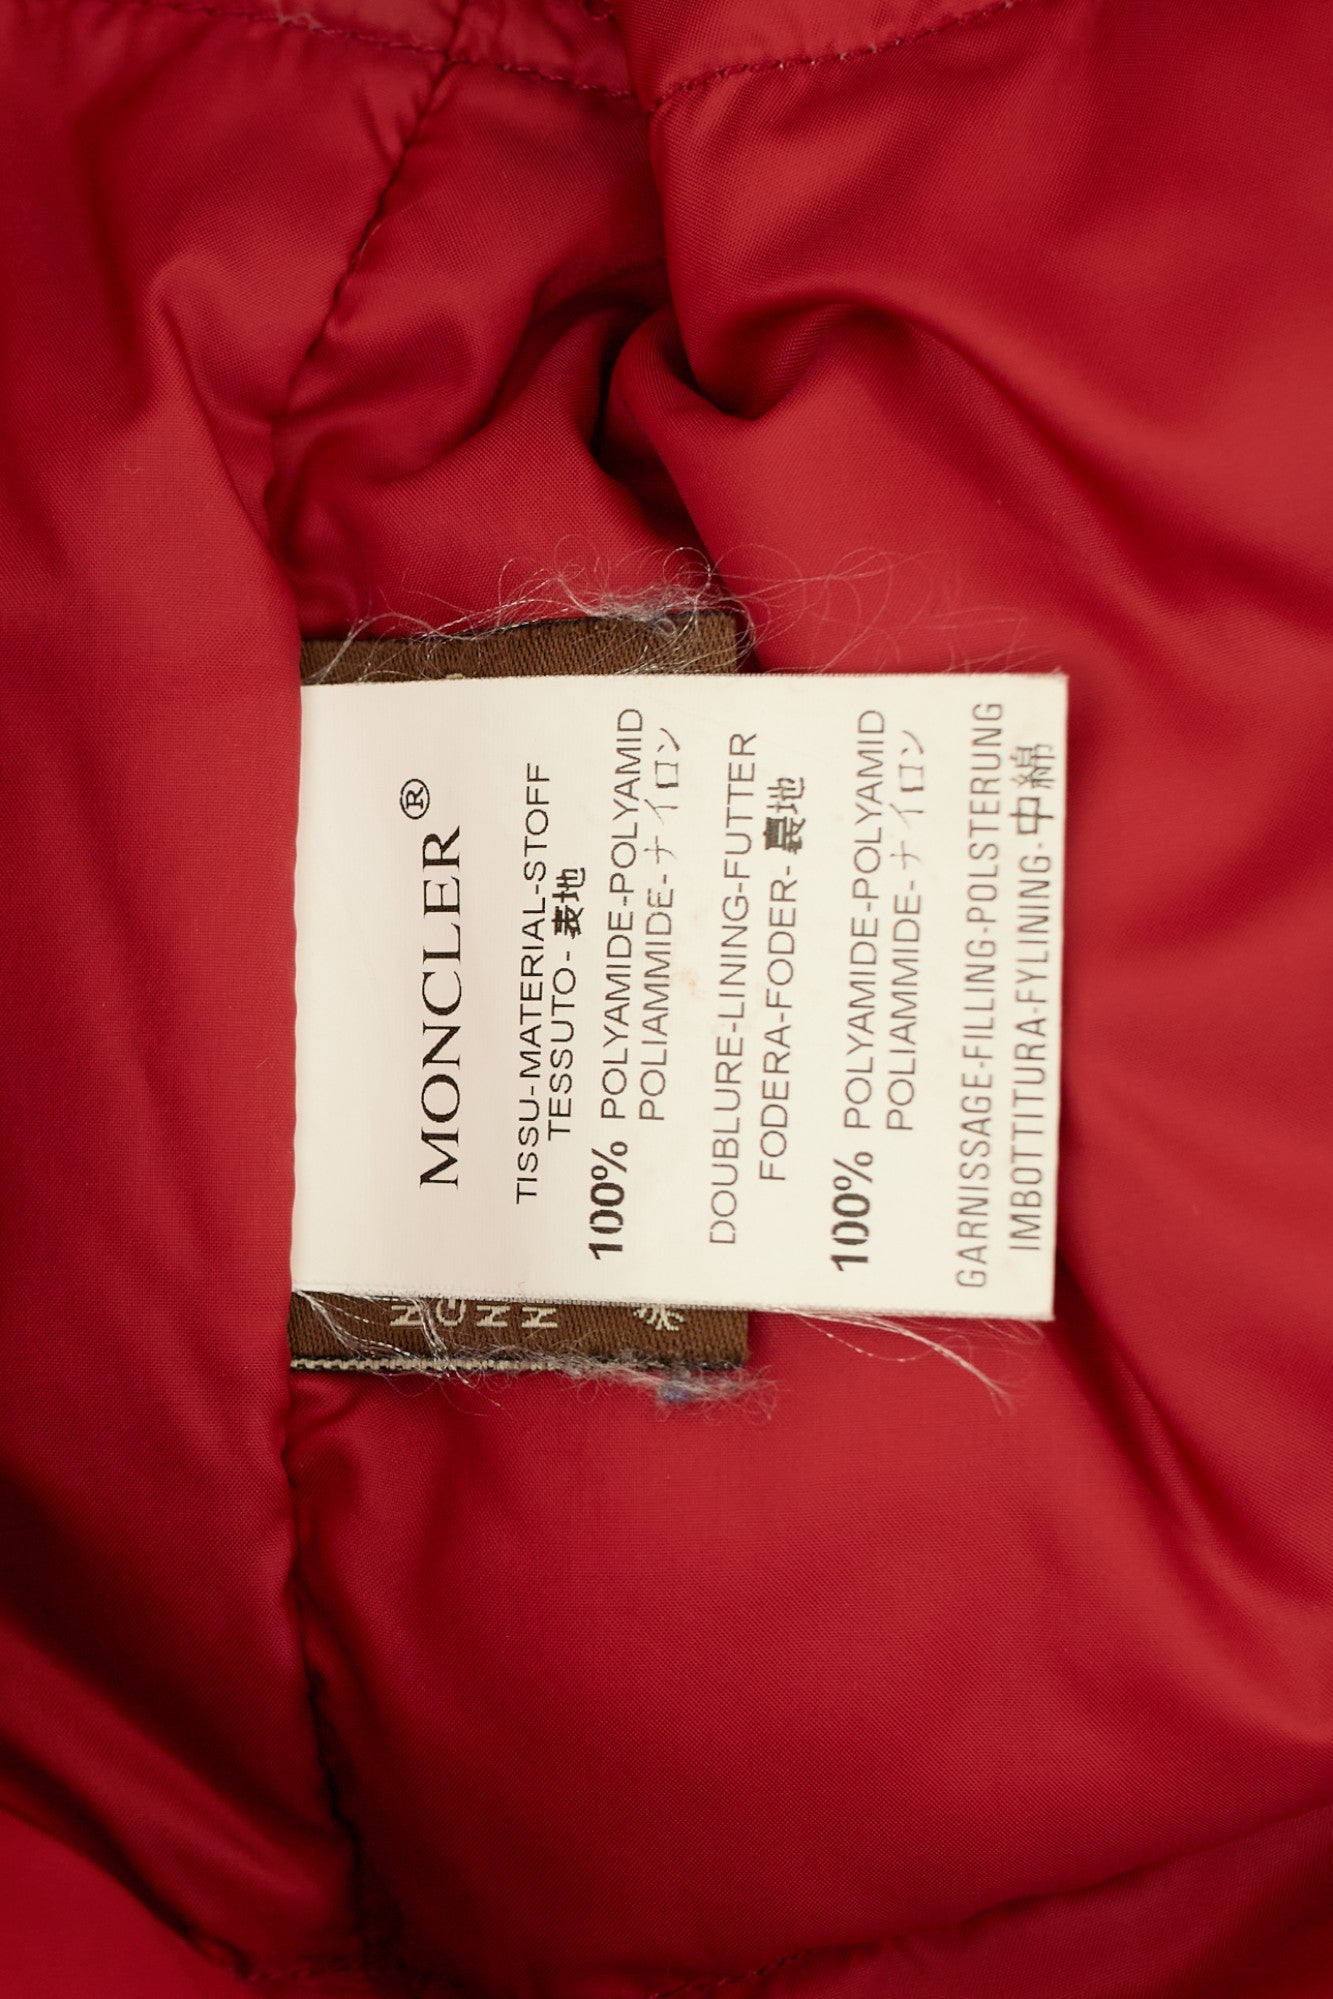 MONCLER®
TISSU-MATERIAL-STOFF
TESSUTO-表地
100% POLYAMIDE-POLYAMID
POLIAMMIDE-ナイロン
DOUBLURE-LINING-FUTTER
FODERA-FODER-裏地
100% POLYAMIDE-POLYAMID
POLIAMMIDE-ナイロン
GARNISSAGE-FILLING-POLSTERUNG
IMBOTTITURA-FYLINING-中綿